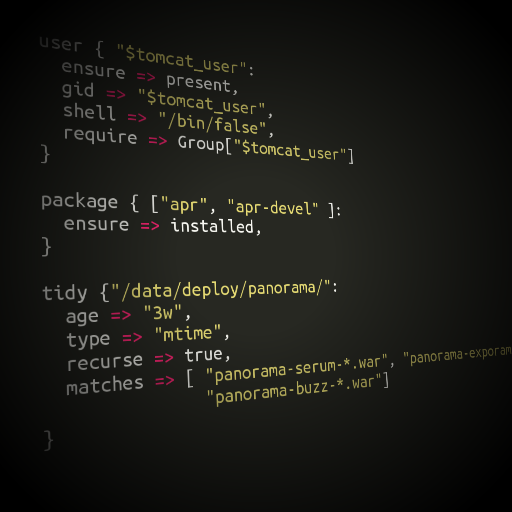 user { "$tomcat_user":
ensure => present,
gid => "$tomcat_user",
shell => "/bin/false",
require => Group["$tomcat_user"]
}
package { ["apr", "apr-devel" ]:
ensure => installed,
}
tidy {"/data/deploy/panorama/":
age => "3w",
type => "mtime",
recurse => true,
matches => [ "panorama-serum-*.war", "panorama-exporam
"panorama-buzz-*.war"]
}